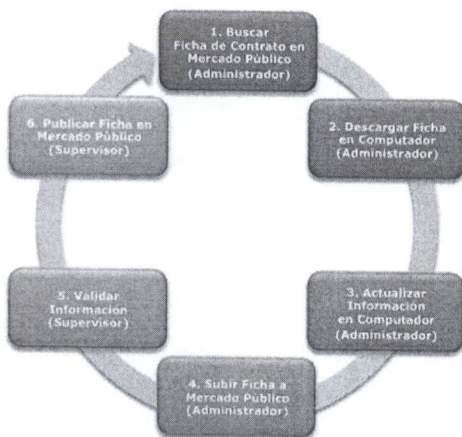 1. Buscar
Ficha de Contrato en
Mercado Público
(Administrador)
2. Descargar Ficha
en Computador
(Administrador)
3. Actualizar
Información
en Computador
(Administrador)
4. Subir Ficha a
Mercado Público
(Administrador)
5. Validar
Información
(Supervisor)
6. Publicar Ficha en
Mercado Público
(Supervisor)